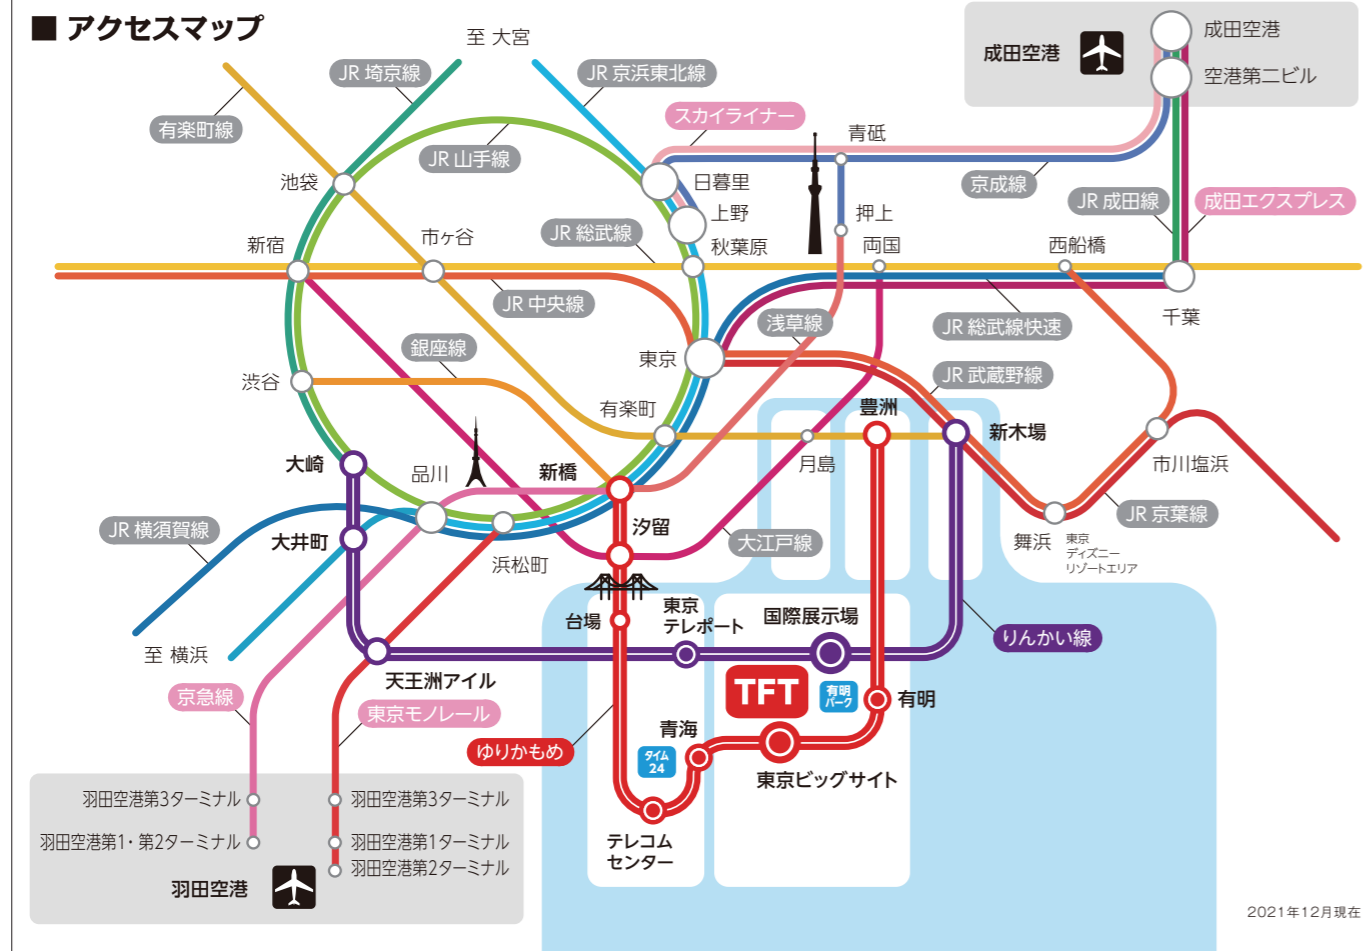 ■ アクセスマップ
至 大宮
JR 埼京線
JR 京浜東北線
有楽町線
JR 山手線
スカイライナー
成田空港
成田空港
空港第二ビル
青砥
池袋
日暮里
京成線
JR 成田線
成田エクスプレス
上野
押上
新宿
市ヶ谷
JR 総武線
秋葉原
両国
西船橋
JR 中央線
千葉
銀座線
東京
浅草線
JR 総武線快速
渋谷
JR 武蔵野線
有楽町
豊洲
新木場
大崎
品川
新橋
月島
市川塩浜
JR 横須賀線
大井町
浜松町
汐留
大江戸線
舞浜
東京
ディズニー
リゾートエリア
JR 京葉線
至 横浜
台場
東京
テレポート
国際展示場
りんかい線
天王洲アイル
京急線
東京モノレール
TFT
有明
パーク
有明
ゆりかもめ
青海
タイム
24
東京ビッグサイト
羽田空港第3ターミナル
羽田空港第3ターミナル
羽田空港第1・第2ターミナル
羽田空港第1ターミナル
羽田空港第2ターミナル
テレコム
センター
羽田空港
2021年12月現在